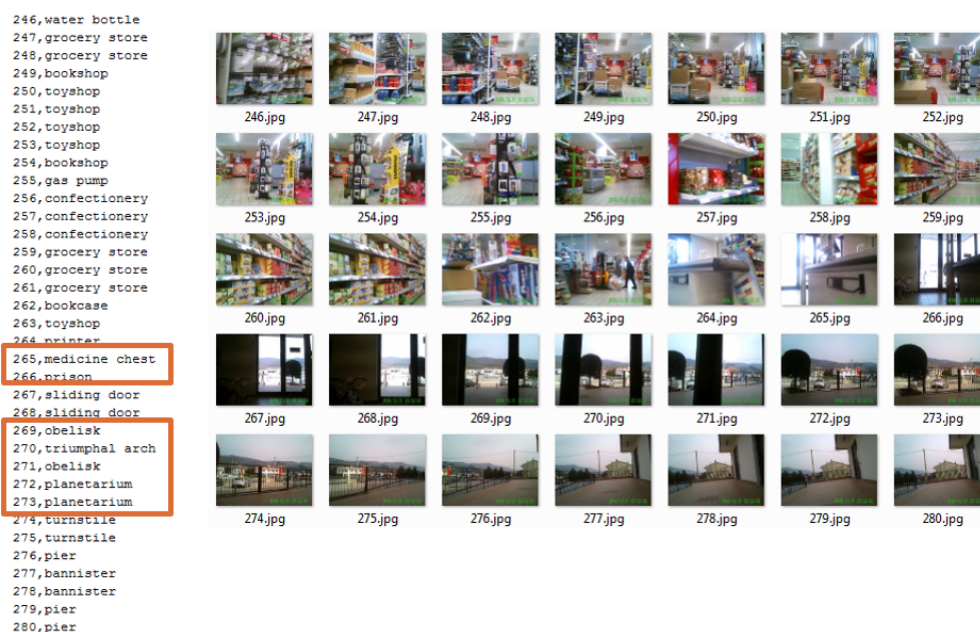 246,water bottle
247,grocery store
248,grocery store
249,bookshop
250,toyshop
251,toyshop
252,toyshop
253,toyshop
254,bookshop
255,gas pump
256,confectionery
257,confectionery
258,confectionery
259,grocery store
260,grocery store
261,grocery store
262,bookcase
263,toyshop
264,printer
265,medicine chest
266,prison
267,sliding door
268,sliding door
269,obelisk
270,triumphal arch
271,obelisk
272,planetarium
273,planetarium
274,turnstile
275,turnstile
276,pier
277,bannister
278,bannister
279,pier
280,pier
246.jpg 247.jpg 248.jpg 249.jpg 250.jpg 251.jpg 252.jpg
253.jpg 254.jpg 255.jpg 256.jpg 257.jpg 258.jpg 259.jpg
260.jpg 261.jpg 262.jpg 263.jpg 264.jpg 265.jpg 266.jpg
267.jpg 268.jpg 269.jpg 270.jpg 271.jpg 272.jpg 273.jpg
274.jpg 275.jpg 276.jpg 277.jpg 278.jpg 279.jpg 280.jpg